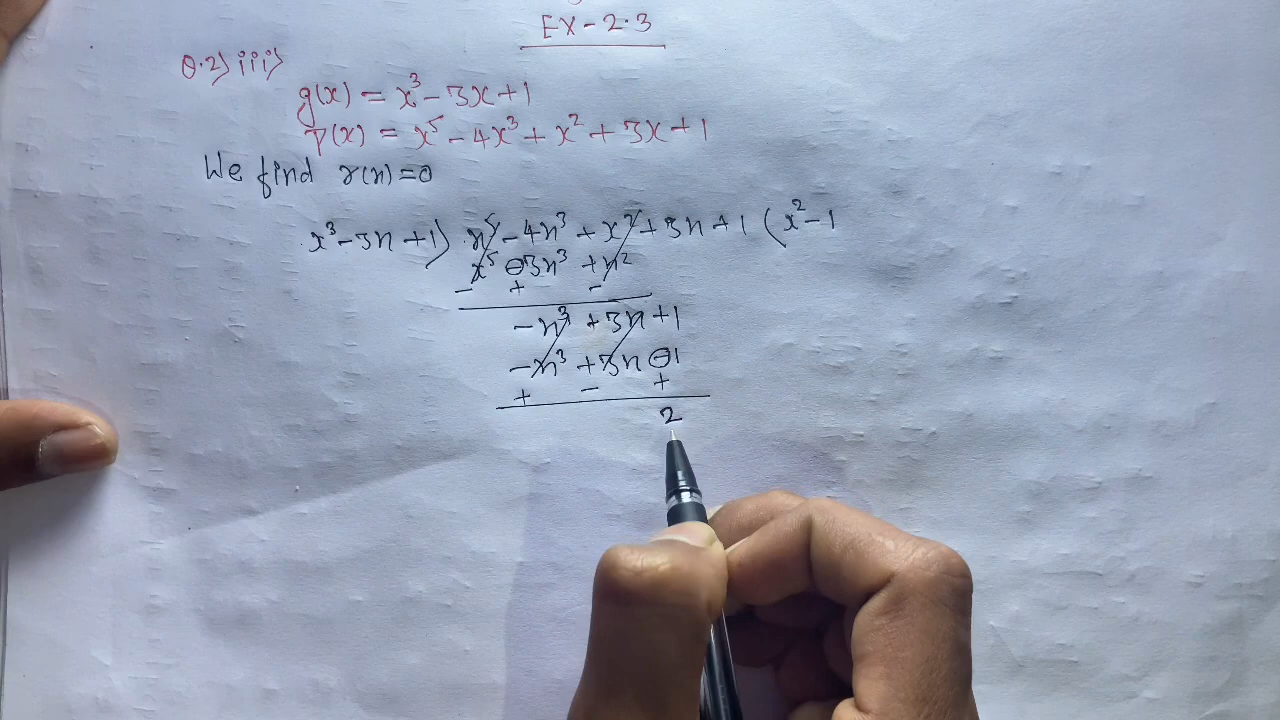 EX-2.3
Q.2) iii)
g(x) = x³ - 3x + 1
p(x) = x⁵ - 4x³ + x² + 3x + 1
We find r(x) = 0
x³ - 3x + 1) x⁵ - 4x³ + x² + 3x + 1 (x² - 1
x⁵ - 3x³ + x²
- + -
- x³ + 3x + 1
- x³ + 3x - 1
+ - +
2